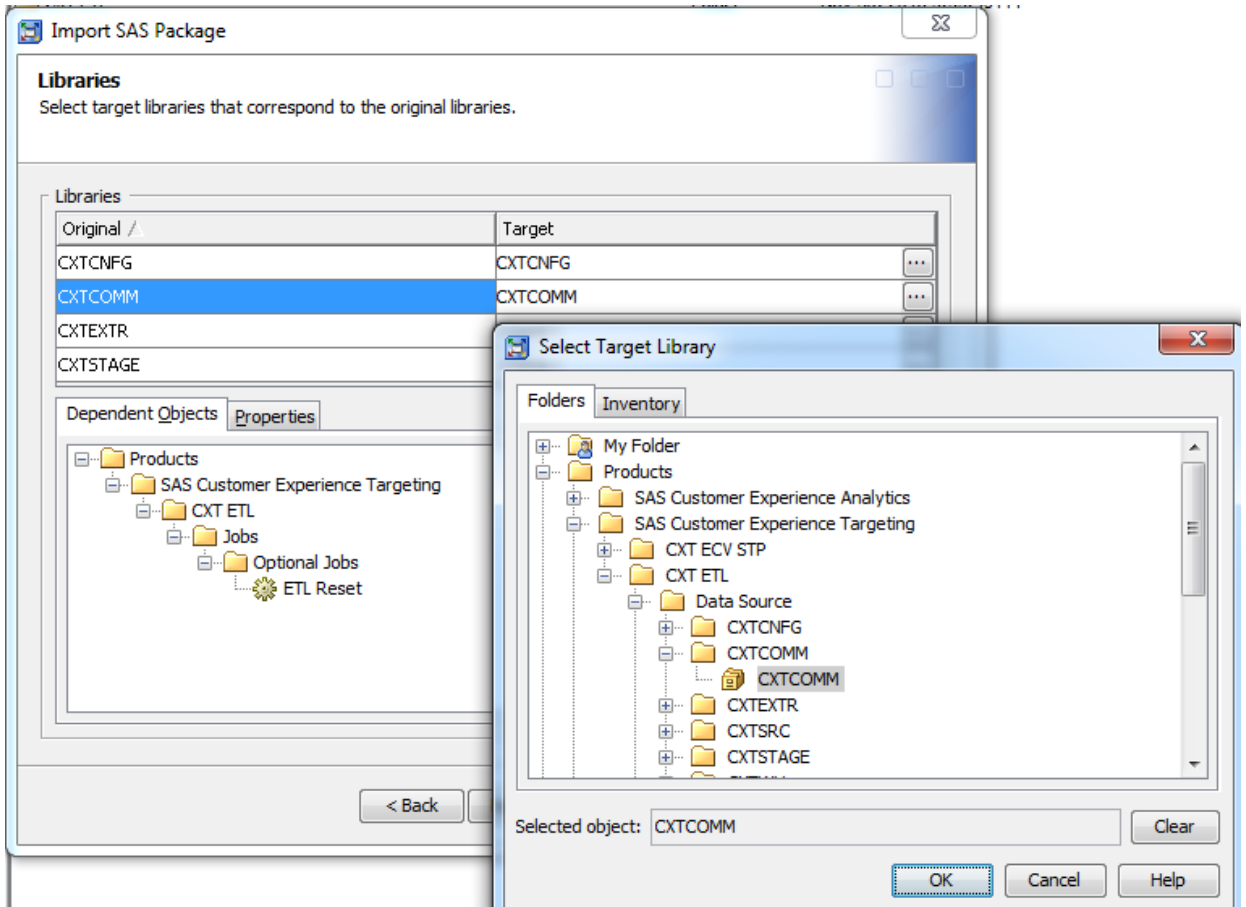 Import SAS Package
Libraries
Select target libraries that correspond to the original libraries.
Libraries
Original Target
CXTCNFG CXTCNFG ...
CXTCOMM CXTCOMM ...
CXTEXTR
CXTSTAGE
Dependent Objects Properties
Products
SAS Customer Experience Targeting
CXT ETL
Jobs
Optional Jobs
ETL Reset
< Back
Select Target Library
Folders Inventory
My Folder
Products
SAS Customer Experience Analytics
SAS Customer Experience Targeting
CXT ECV STP
CXT ETL
Data Source
CXTCNFG
CXTCOMM
CXTCOMM
CXTEXTR
CXTSRC
CXTSTAGE
Selected object: CXTCOMM Clear
OK Cancel Help